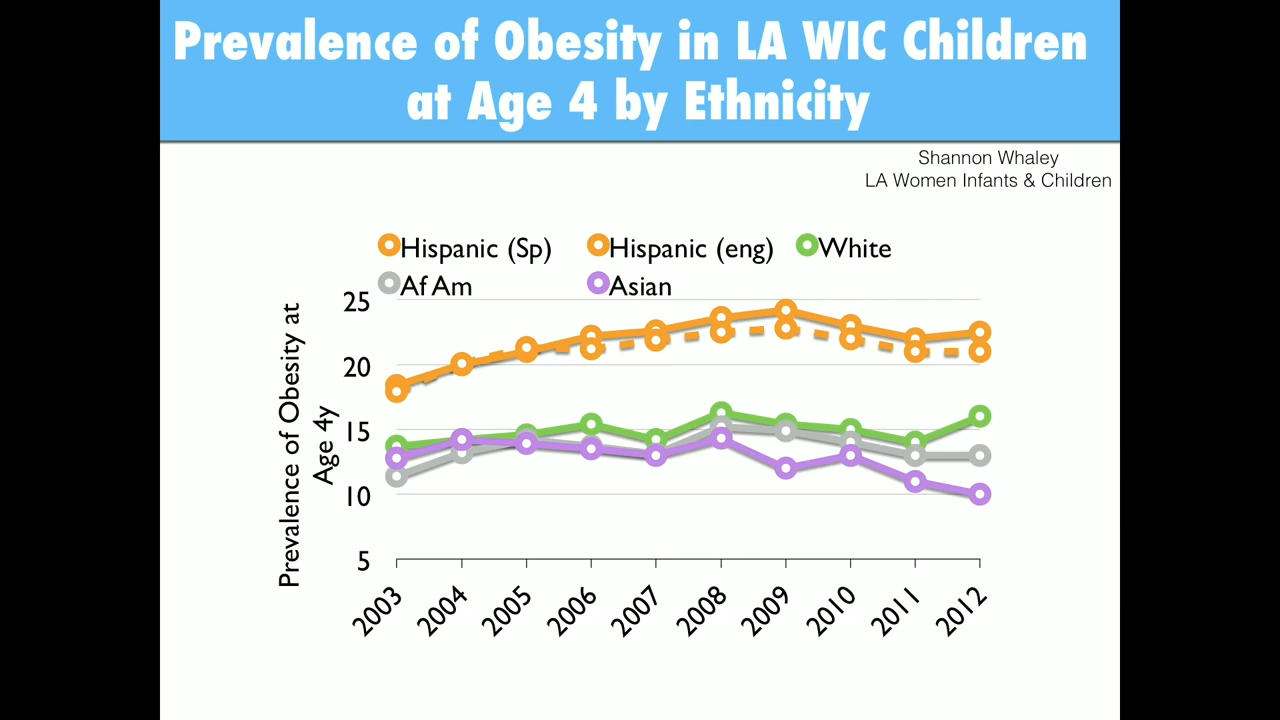 Prevalence of Obesity in LA WIC Children
at Age 4 by Ethnicity
Shannon Whaley
LA Women Infants & Children
Hispanic (Sp)
Hispanic (eng)
White
Af Am
Asian
Prevalence of Obesity at
Age 4y
25
20
15
10
5
2003
2004
2005
2006
2007
2008
2009
2010
2011
2012